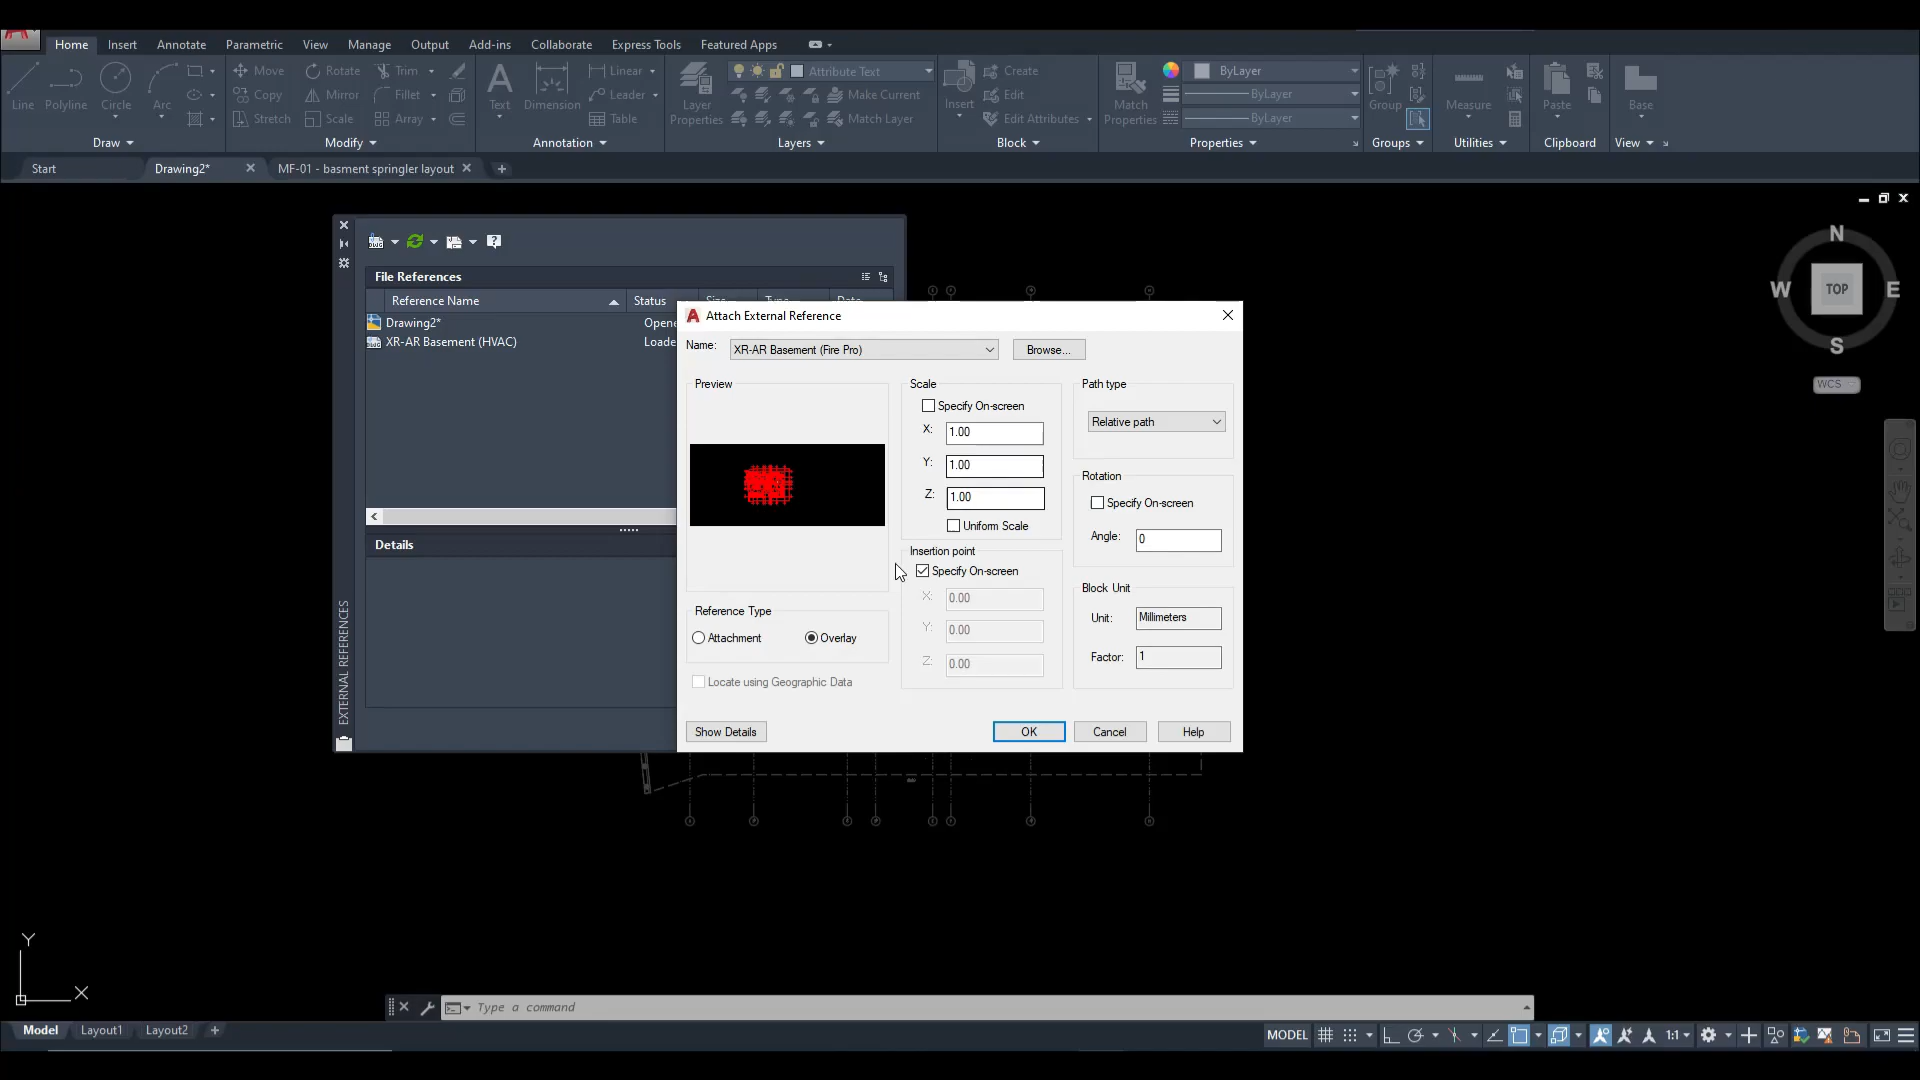 Home Insert Annotate Parametric View Manage Output Add-ins Collaborate Express Tools Featured Apps
Move Rotate Trim Linear Attribute Text Create ByLayer
Line Polyline Circle Arc Copy Mirror Fillet Text Dimension Leader Layer Properties Make Current Insert Edit Match Properties ByLayer Group Measure Paste Base
Stretch Scale Array Table Match Layer Edit Attributes ByLayer
Draw Modify Annotation Layers Block Properties Groups Utilities Clipboard View
Start Drawing2* MF-01 - basment springler layout
File References
Reference Name Status Size Type Date
Drawing2* Opene
XR-AR Basement (HVAC) Loade
Details
EXTERNAL REFERENCES
Attach External Reference
Name: XR-AR Basement (Fire Pro) Browse...
Preview
Scale
Specify On-screen
X: 1.00
Y: 1.00
Z: 1.00
Uniform Scale
Path type
Relative path
Rotation
Specify On-screen
Angle: 0
Insertion point
Specify On-screen
X: 0.00
Y: 0.00
Z: 0.00
Block Unit
Unit: Millimeters
Factor: 1
Reference Type
Attachment Overlay
Locate using Geographic Data
Show Details OK Cancel Help
N
W TOP E
S
WCS
Y
X
Type a command
Model Layout1 Layout2
MODEL 1:1